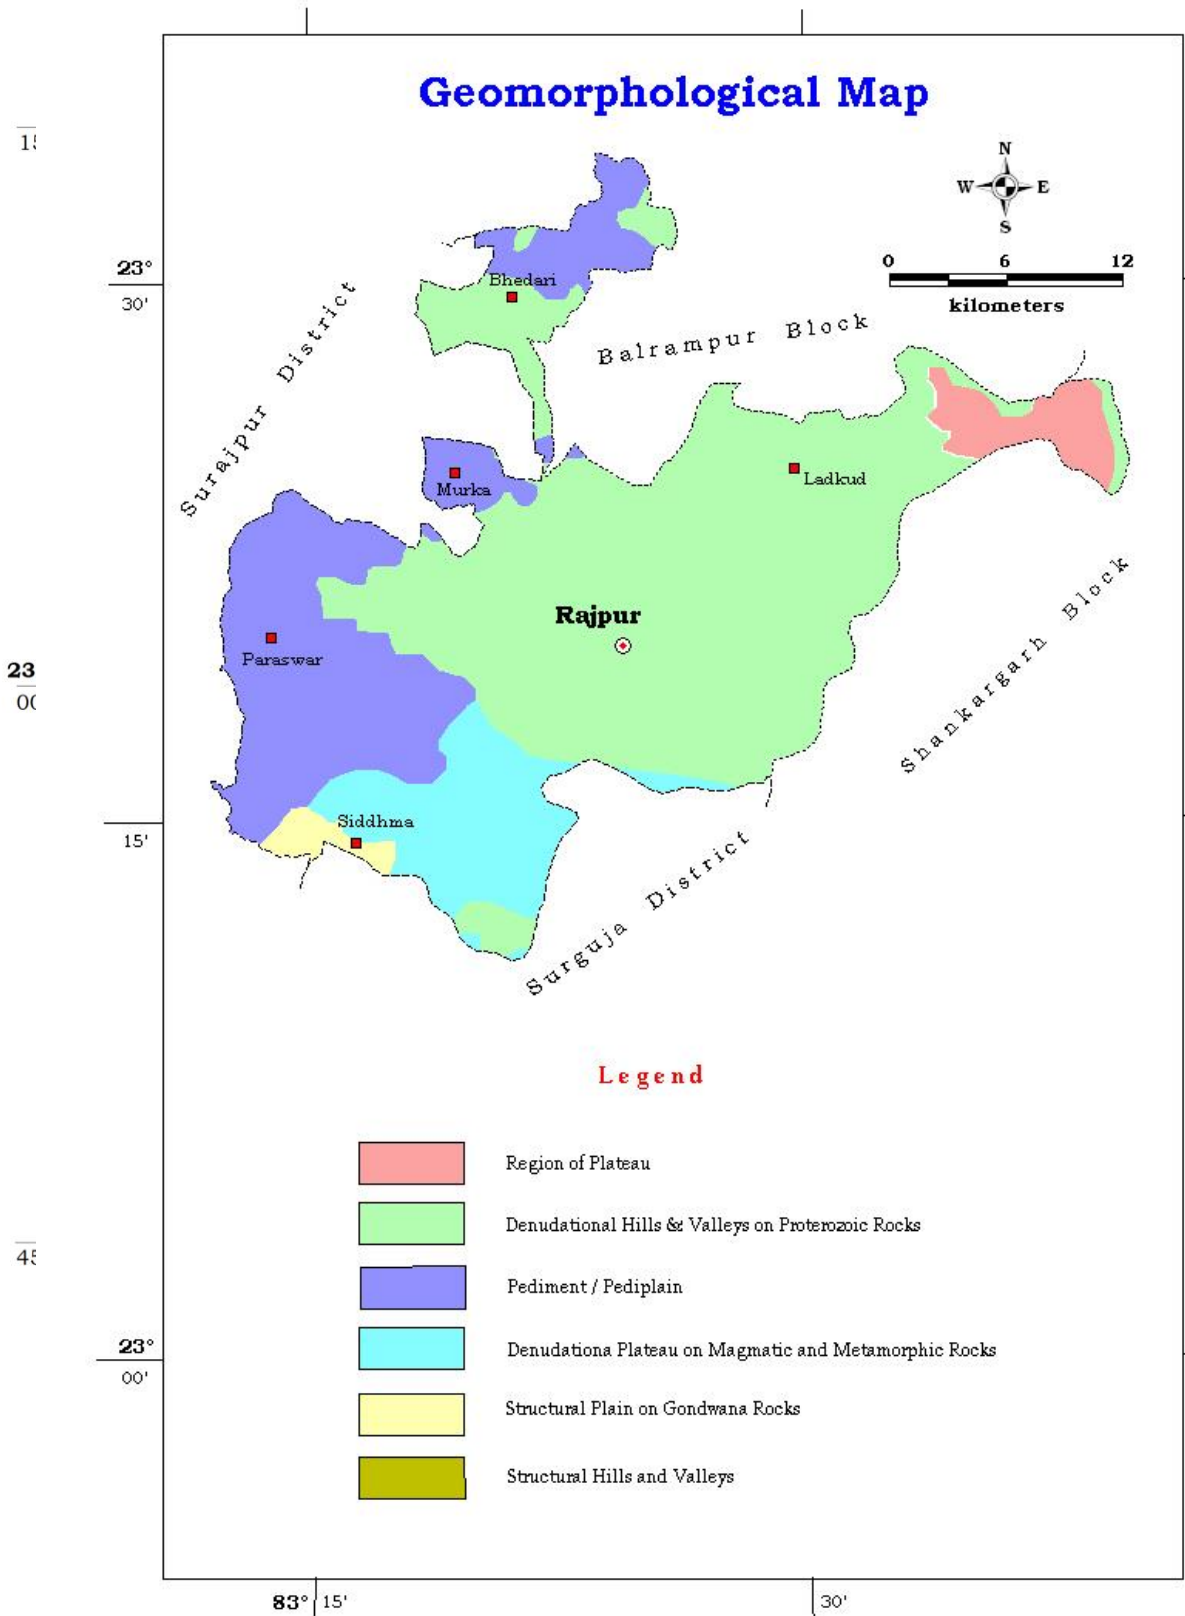 Geomorphological Map
N
W E
S
0 6 12
kilometers
23°
30'
Bhedari
Surajpur District
Balrampur Block
Murka
Ladkud
Rajpur
Paraswar
23
Shankargarh Block
Siddhma
15'
Surguja District
Legend
Region of Plateau
Denudational Hills & Valleys on Proterozoic Rocks
Pediment / Pediplain
Denudationa Plateau on Magmatic and Metamorphic Rocks
23°
00'
Structural Plain on Gondwana Rocks
Structural Hills and Valleys
83° 15' 30'